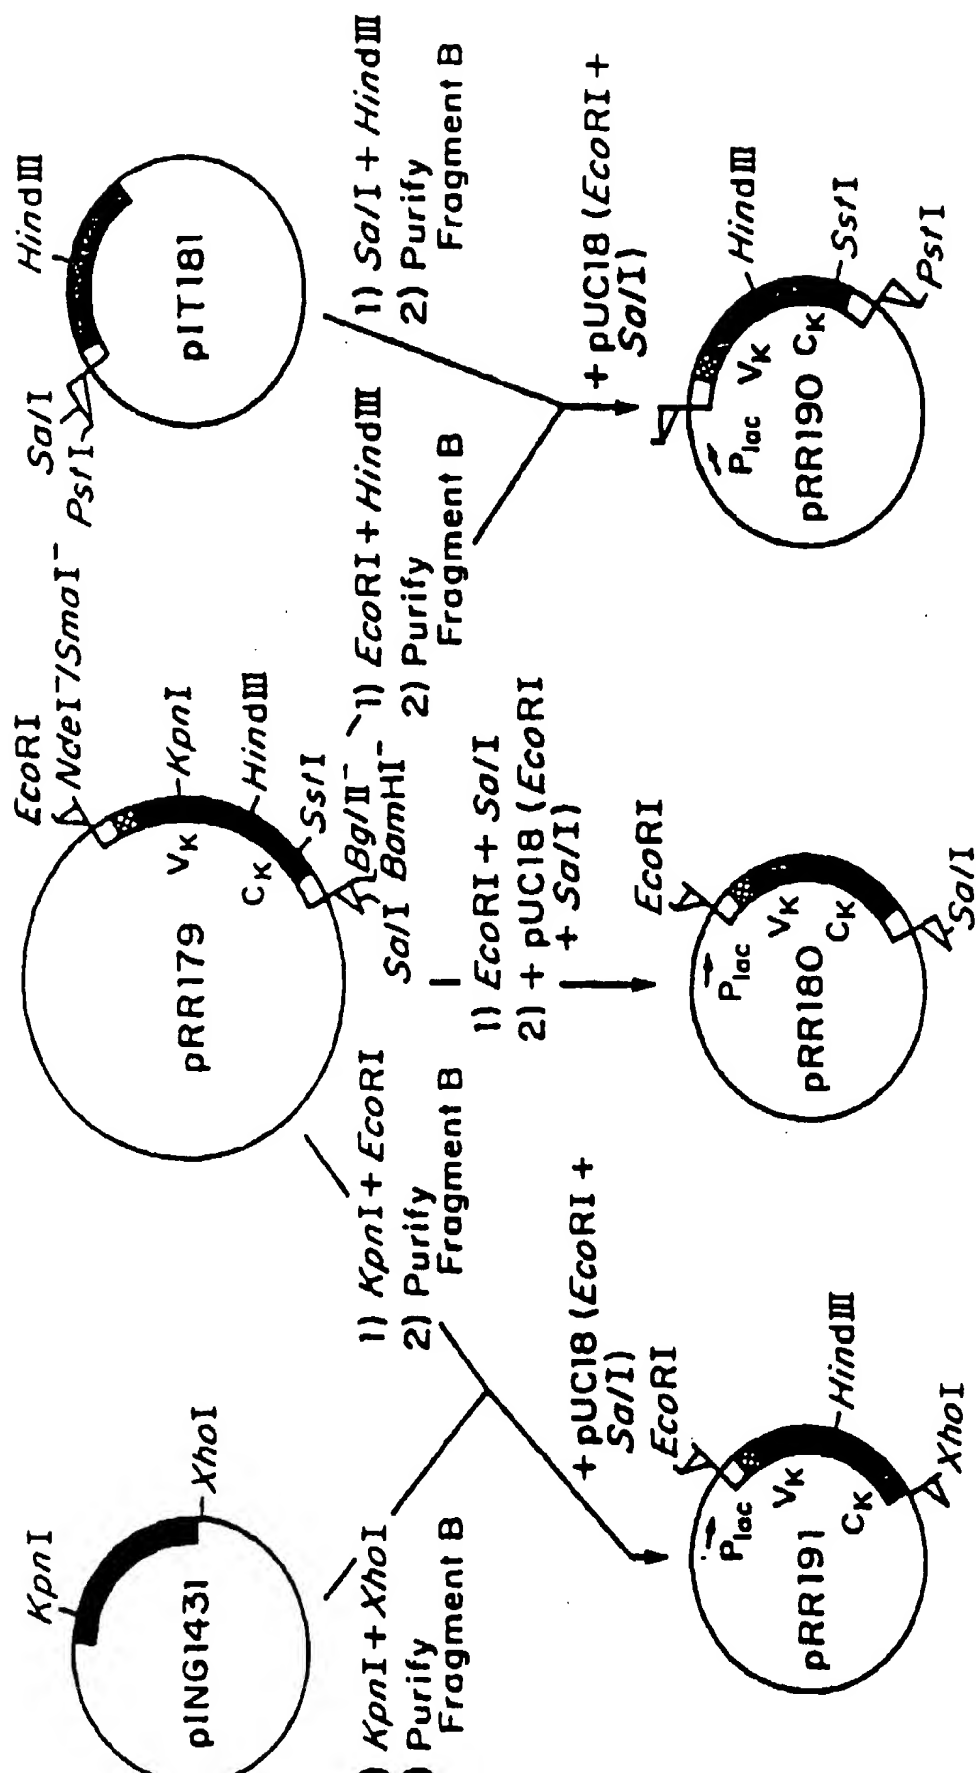 KpnI
XhoI
pING1431
) KpnI + XhoI
) Purify
Fragment B
EcoRI
NdeI⁻/SmaI⁻
KpnI
HindIII
SstI
BglII⁻
BamHI⁻
SalI
VK
CK
pRR179
1) KpnI + EcoRI
2) Purify
Fragment B
1) EcoRI + SalI
2) + pUC18 (EcoRI
+ SalI)
1) EcoRI + HindIII
2) Purify
Fragment B
SalI
PstI
HindIII
pIT181
1) SalI + HindIII
2) Purify
Fragment B
+ pUC18 (EcoRI +
SalI)
EcoRI
Plac
VK
CK
HindIII
XhoI
pRR191
EcoRI
Plac
VK
CK
SalI
pRR180
+ pUC18 (EcoRI +
SalI)
Plac
VK
CK
HindIII
SstI
PstI
pRR190